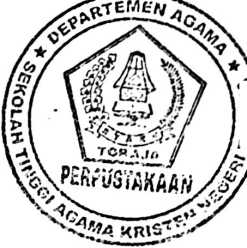 DEPARTEMEN AGAMA
SEKOLAH TINGGI AGAMA KRISTEN NEGERI
TORAJA
PERPUSTAKAAN